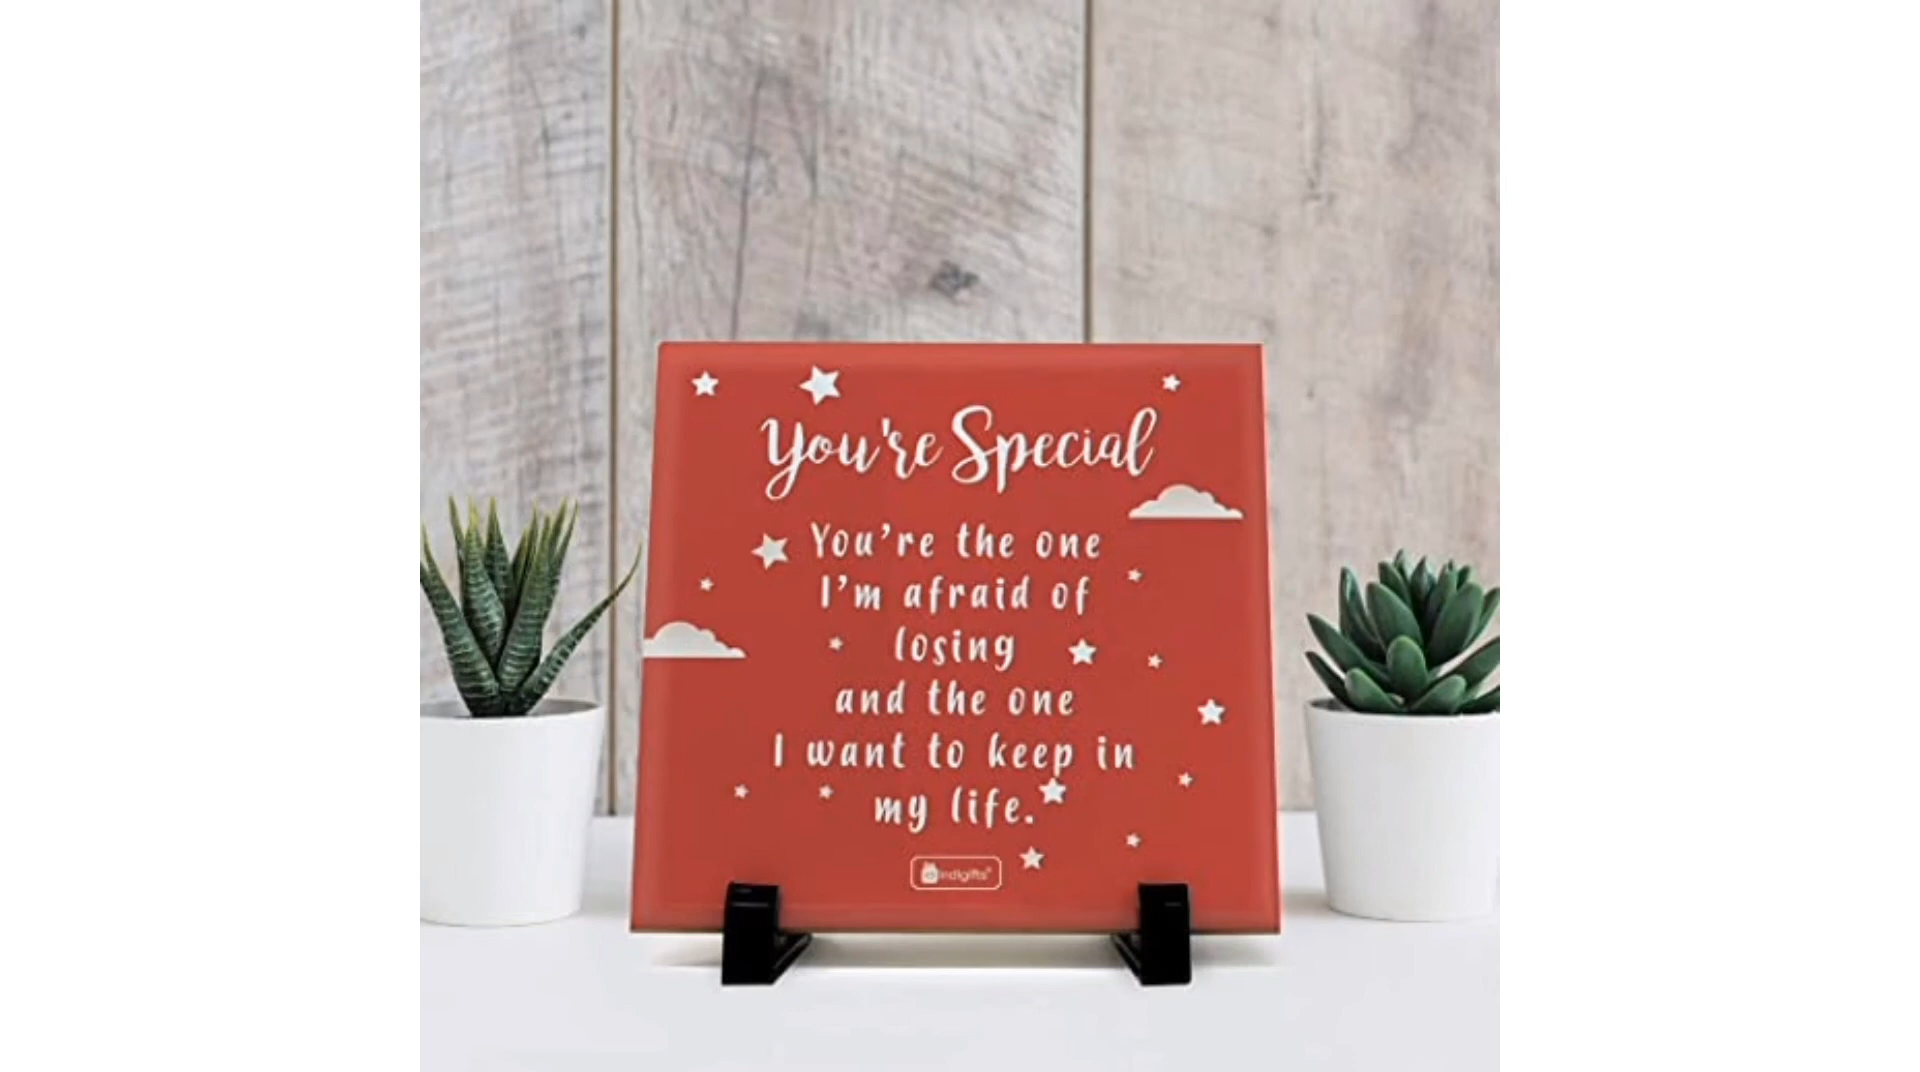 You're Special
You're the one
I'm afraid of
losing
and the one
I want to keep in
my life.
indigifts